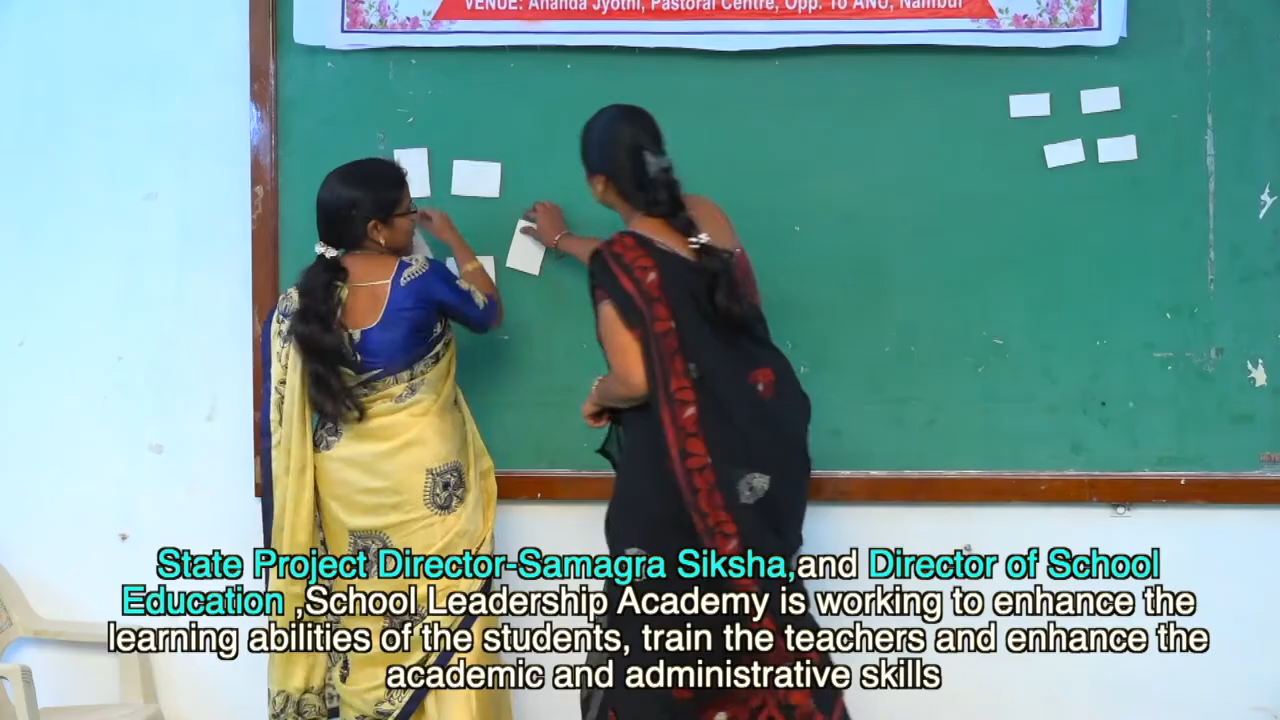 VENUE: Ananda Jyothi, Pastoral Centre, Opp. To ANU, Nambur
State Project Director-Samagra Siksha,and Director of School
Education ,School Leadership Academy is working to enhance the
learning abilities of the students, train the teachers and enhance the
academic and administrative skills